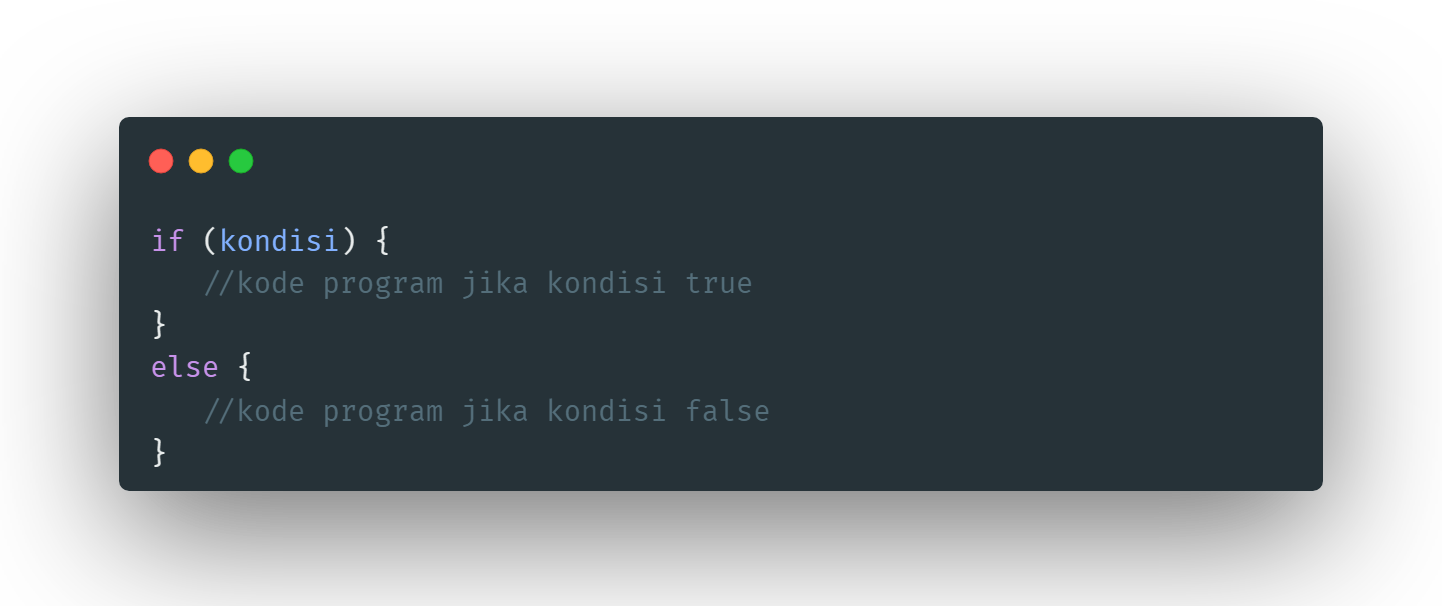 if (kondisi) {
   //kode program jika kondisi true
}
else {
   //kode program jika kondisi false
}